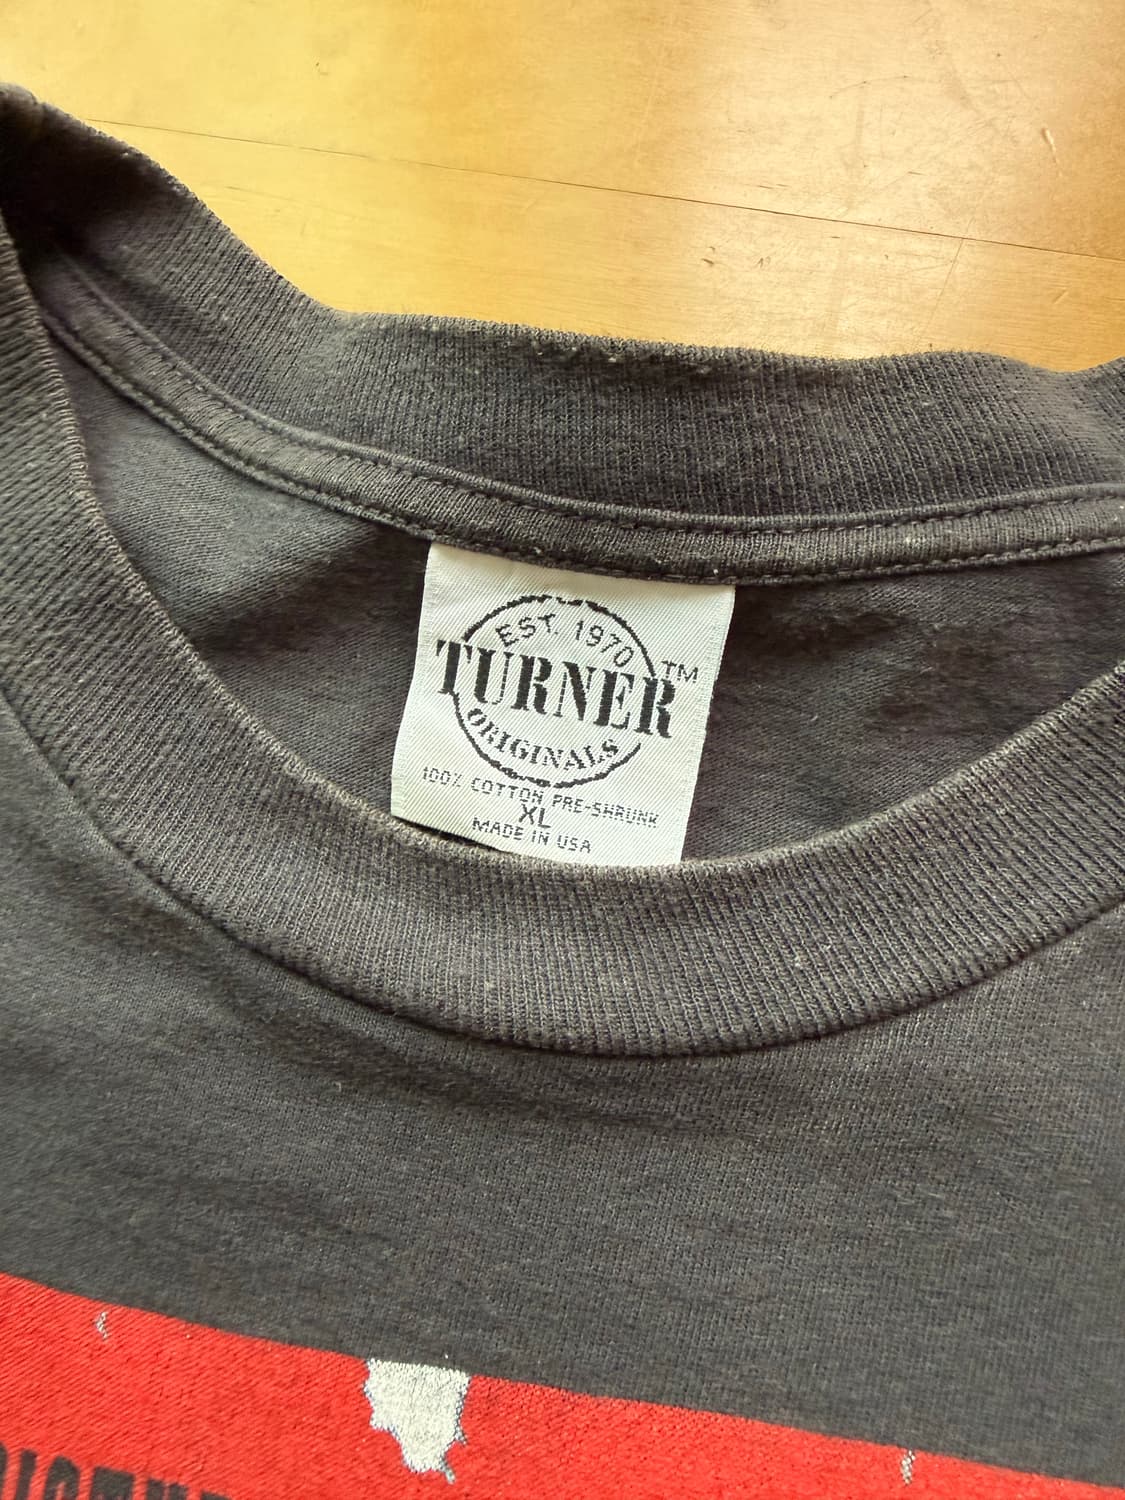 EST. 1970
TURNER™
ORIGINALS
100% COTTON PRE-SHRUNK
XL
MADE IN USA